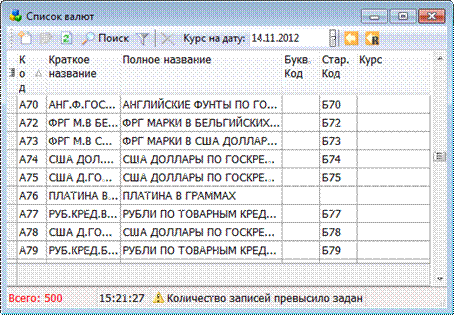 Список валют
Поиск Курс на дату: 14.11.2012 R
Код Краткое название Полное название Букв. Код Стар. Код Курс
А70 АНГ.Ф.ГОС... АНГЛИЙСКИЕ ФУНТЫ ПО ГО... Б70
А72 ФРГ М.В БЕ... ФРГ МАРКИ В БЕЛЬГИЙСКИХ... Б72
А73 ФРГ М.В С... ФРГ МАРКИ В США ДОЛЛАР... Б73
А74 США ДОЛ.... США ДОЛЛАРЫ ПО ГОСКРЕ... Б74
А75 США Д.ГО... США ДОЛЛАРЫ ПО ГОСКРЕ... Б75
А76 ПЛАТИНА В... ПЛАТИНА В ГРАММАХ
А77 РУБ.КРЕД.В... РУБЛИ ПО ТОВАРНЫМ КРЕД... Б77
А78 США Д.ГО... США ДОЛЛАРЫ ПО ГОСКРЕ... Б78
А79 РУБ.КРЕД.Б... РУБЛИ ПО ТОВАРНЫМ КРЕД... Б79
Всего: 500 15:21:27 Количество записей превысило задан